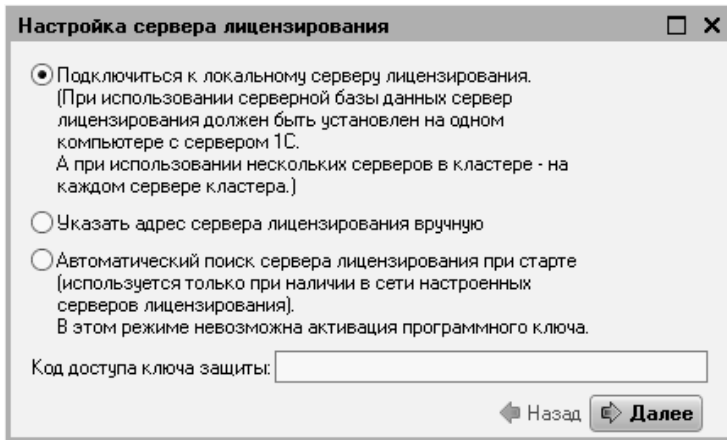 Настройка сервера лицензирования
Подключиться к локальному серверу лицензирования.
(При использовании серверной базы данных сервер
лицензирования должен быть установлен на одном
компьютере с сервером 1С.
А при использовании нескольких серверов в кластере - на
каждом сервере кластера.)
Указать адрес сервера лицензирования вручную
Автоматический поиск сервера лицензирования при старте
(используется только при наличии в сети настроенных
серверов лицензирования).
В этом режиме невозможна активация программного ключа.
Код доступа ключа защиты:
Назад Далее